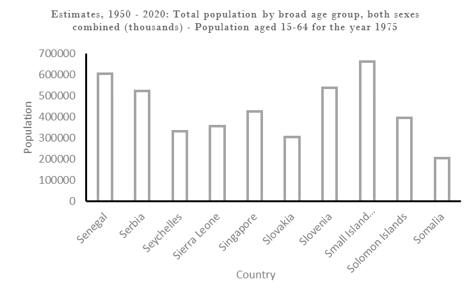 Estimates, 1950 - 2020: Total population by broad age group, both sexes
combined (thousands) - Population aged 15-64 for the year 1975
Population
700000
600000
500000
400000
300000
200000
100000
0
Senegal
Serbia
Seychelles
Sierra Leone
Singapore
Slovakia
Slovenia
Small Island...
Solomon Islands
Somalia
Country